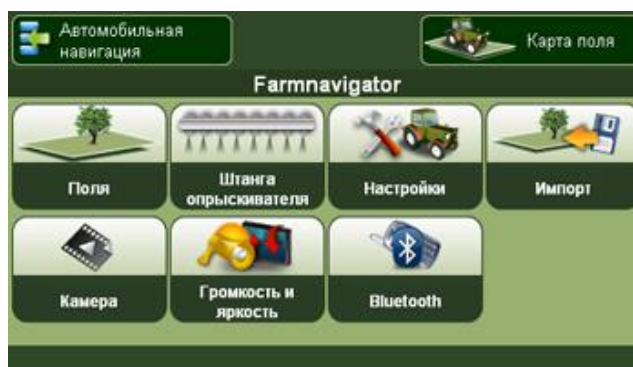 Автомобильная
навигация
Карта поля
Farmnavigator
Поля
Штанга
опрыскивателя
Настройки
Импорт
Камера
Громкость и
яркость
Bluetooth